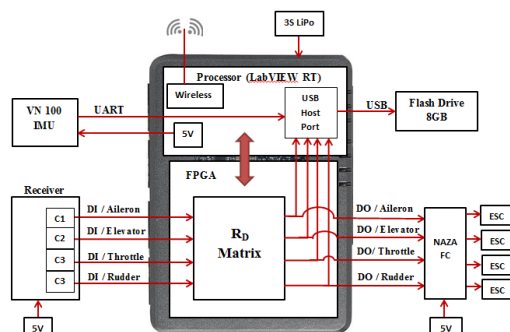 3S LiPo
Processor (LabVIEW RT)
Wireless
USB
Host
Port
VN 100
IMU
UART
5V
USB
Flash Drive
8GB
FPGA
Receiver
C1
C2
C3
C3
DI / Aileron
DI / Elevator
DI / Throttle
DI / Rudder
RD
Matrix
DO / Aileron
DO / Elevator
DO/ Throttle
DO / Rudder
NAZA
FC
ESC
ESC
ESC
ESC
5V
5V